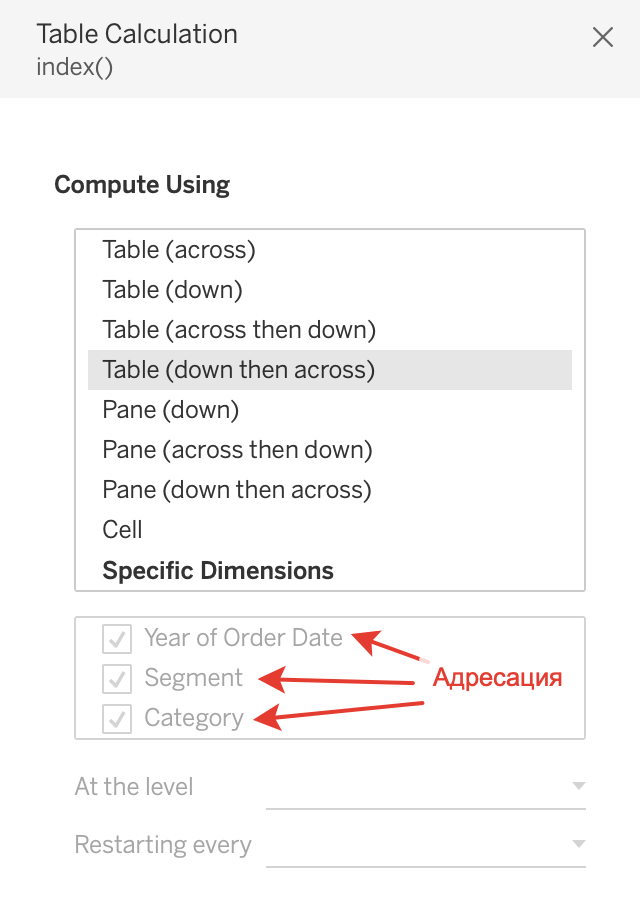 Table Calculation
index()
Compute Using
Table (across)
Table (down)
Table (across then down)
Table (down then across)
Pane (down)
Pane (across then down)
Pane (down then across)
Cell
Specific Dimensions
Year of Order Date
Segment
Адресация
Category
At the level
Restarting every